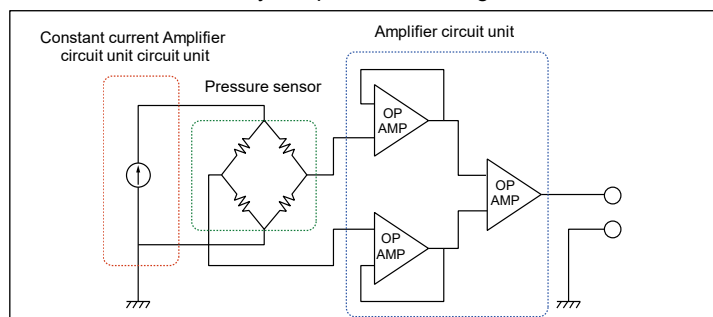 Constant current Amplifier
circuit unit circuit unit
Pressure sensor
Amplifier circuit unit
OP
AMP
OP
AMP
OP
AMP